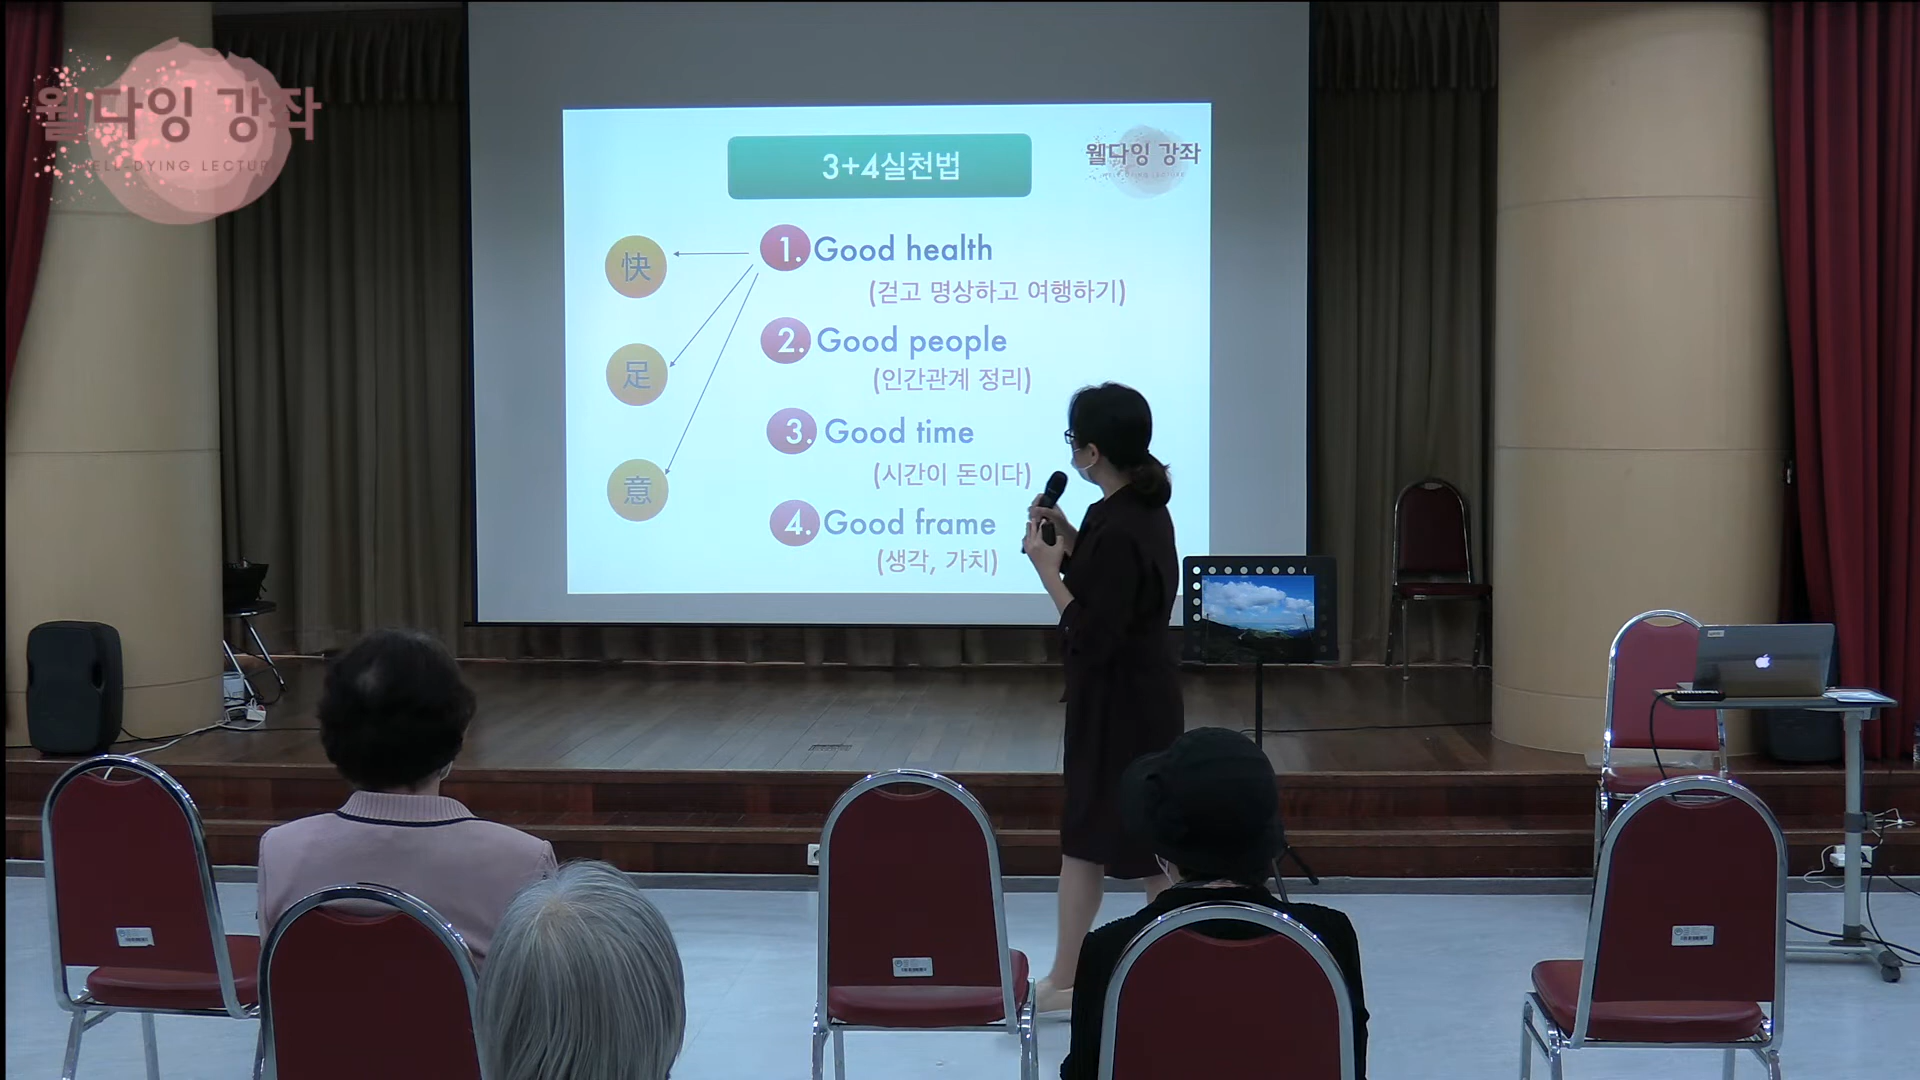 웰다잉 강좌
WELL-DYING LECTURE
3+4실천법
웰다잉 강좌
快
足
意
1. Good health
(걷고 명상하고 여행하기)
2. Good people
(인간관계 정리)
3. Good time
(시간이 돈이다)
4. Good frame
(생각, 가치)